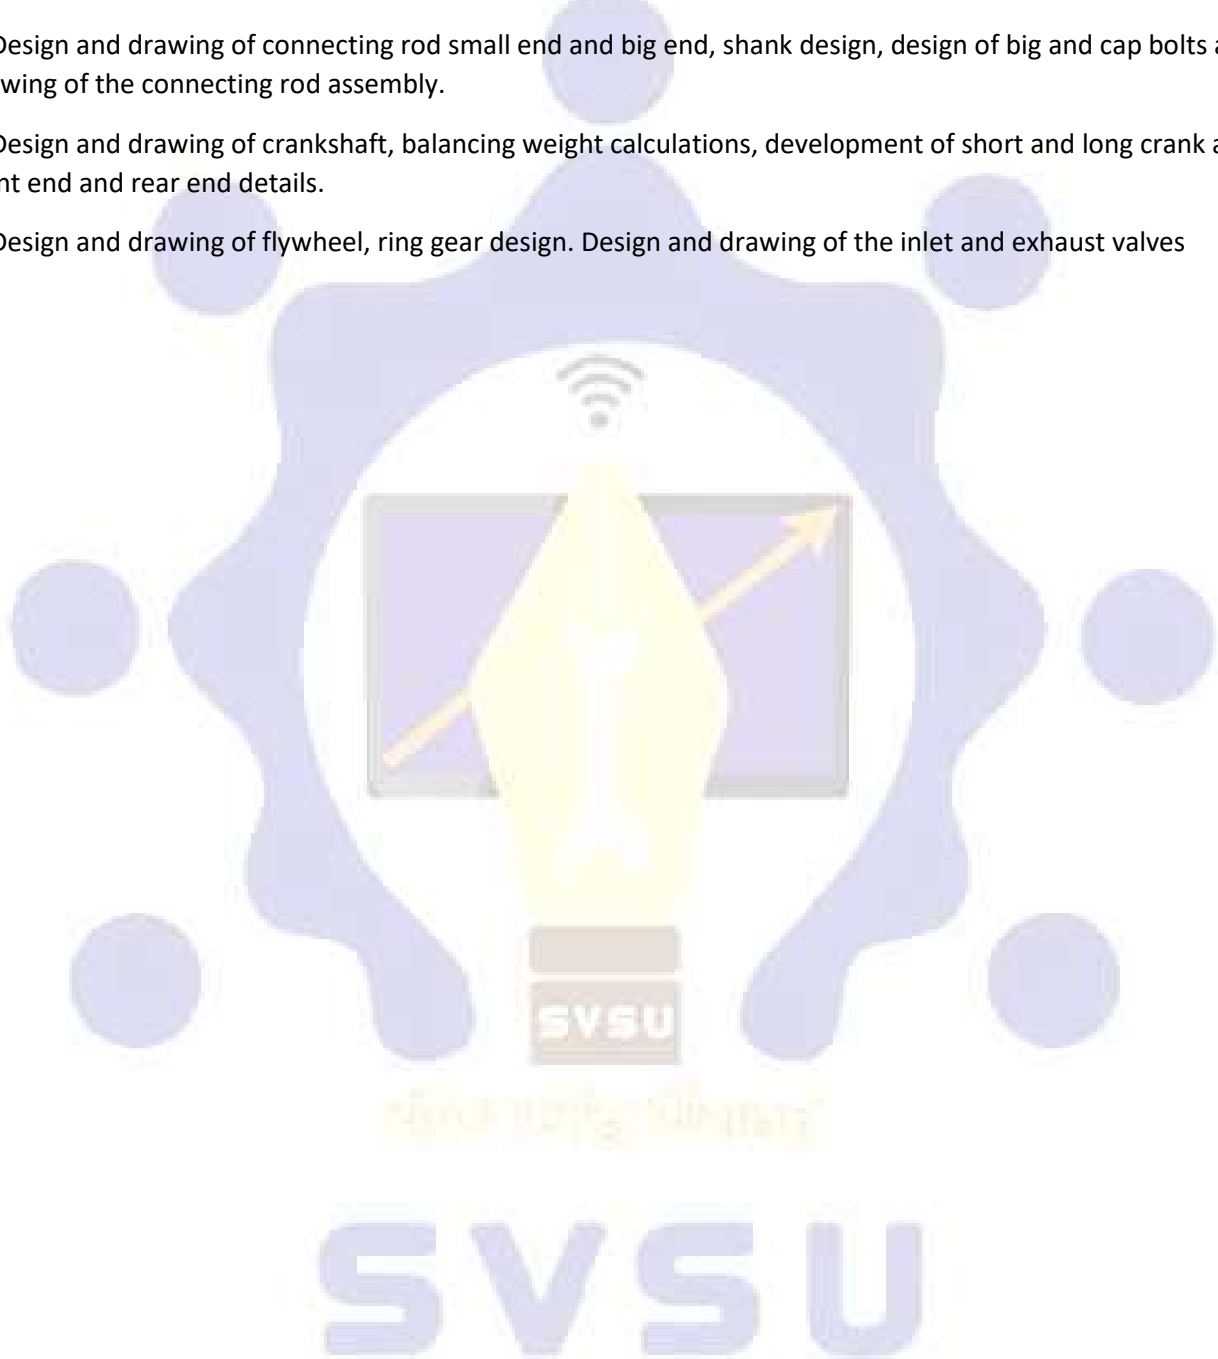 Design and drawing of connecting rod small end and big end, shank design, design of big and cap bolts a
wing of the connecting rod assembly.
Design and drawing of crankshaft, balancing weight calculations, development of short and long crank a
nt end and rear end details.
Design and drawing of flywheel, ring gear design. Design and drawing of the inlet and exhaust valves
SVSU
SVSU